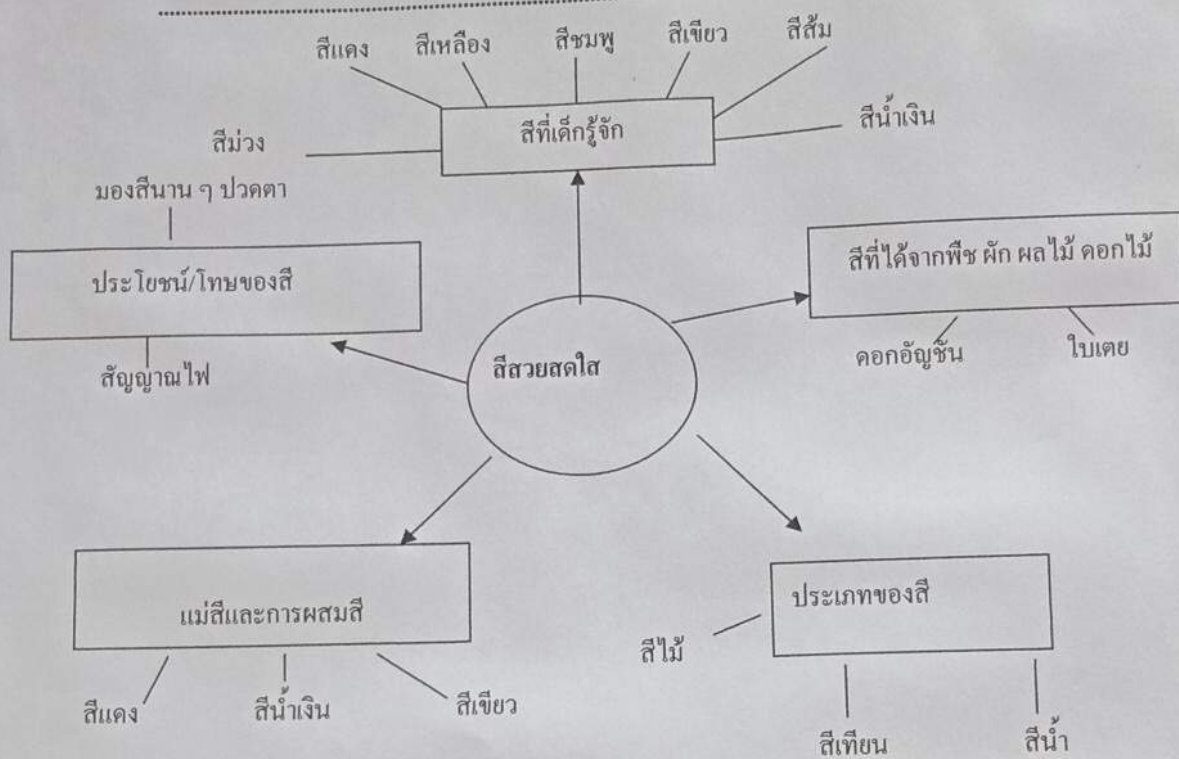 สีแดง
สีเหลือง
สีชมพู
สีเขียว
สีส้ม
สีที่เด็กรู้จัก
สีน้ำเงิน
สีม่วง
มองสีนาน ๆ ปวดตา
ประโยชน์/โทษของสี
สัญญาณไฟ
สีที่ได้จากพืช ผัก ผลไม้ ดอกไม้
ดอกอัญชัน
ใบเตย
สีสวยสดใส
แม่สีและการผสมสี
สีแดง
สีน้ำเงิน
สีเขียว
ประเภทของสี
สีไม้
สีเทียน
สีน้ำ